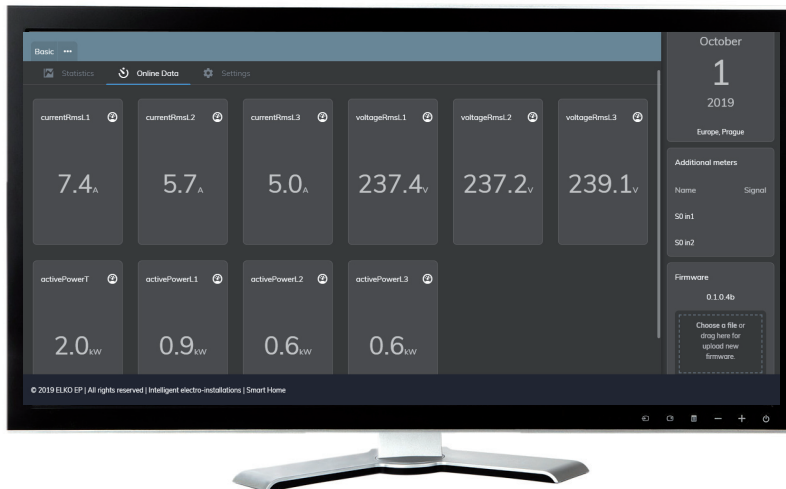 Basic •••
Statistics
Online Data
Settings
currentRmsL1
7.4A
currentRmsL2
5.7A
currentRmsL3
5.0A
voltageRmsL1
237.4V
voltageRmsL2
237.2V
voltageRmsL3
239.1V
activePowerT
2.0kW
activePowerL1
0.9kW
activePowerL2
0.6kW
activePowerL3
0.6kW
October
1
2019
Europe, Prague
Additional meters
Name Signal
S0 in1
S0 in2
Firmware
0.1.0.4b
Choose a file or
drag here for
upload new
firmware.
© 2019 ELKO EP | All rights reserved | Intelligent electro-installations | Smart Home